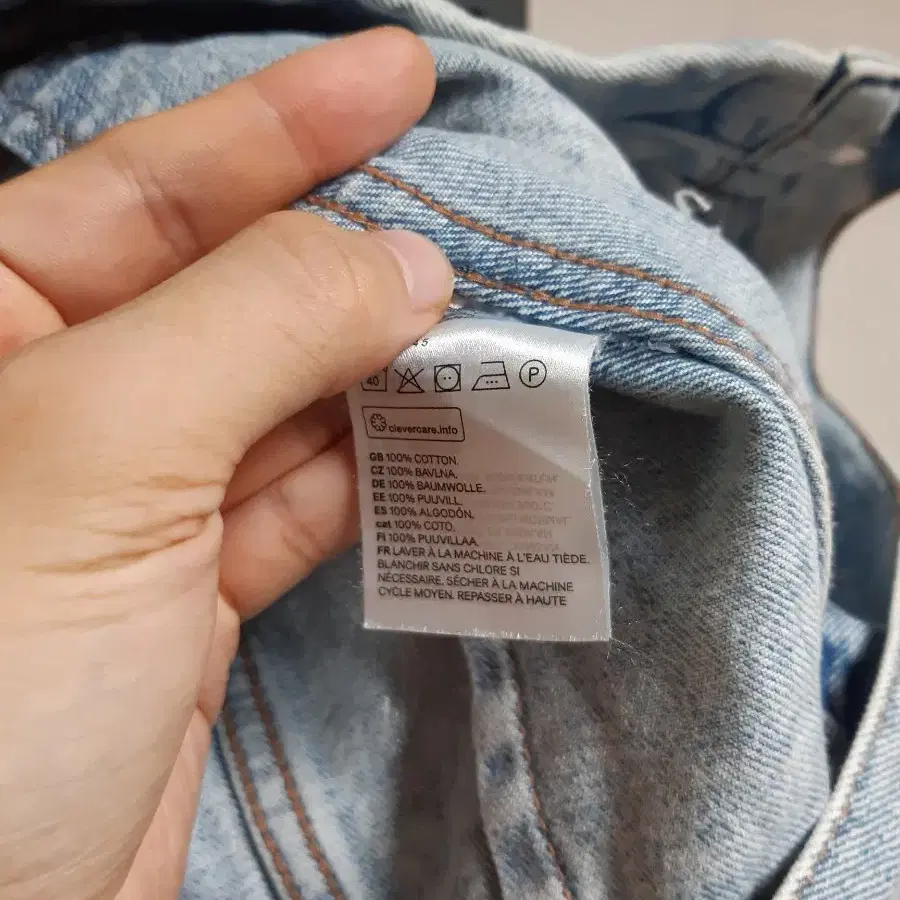 40 P
clevercare.info
GB 100% COTTON.
CZ 100% BAVLNA.
DE 100% BAUMWOLLE.
EE 100% PUUVILL.
ES 100% ALGODÓN.
cat 100% COTO.
FI 100% PUUVILLAA.
FR LAVER À LA MACHINE À L'EAU TIÈDE.
BLANCHIR SANS CHLORE SI
NÉCESSAIRE. SÉCHER À LA MACHINE
CYCLE MOYEN. REPASSER À HAUTE